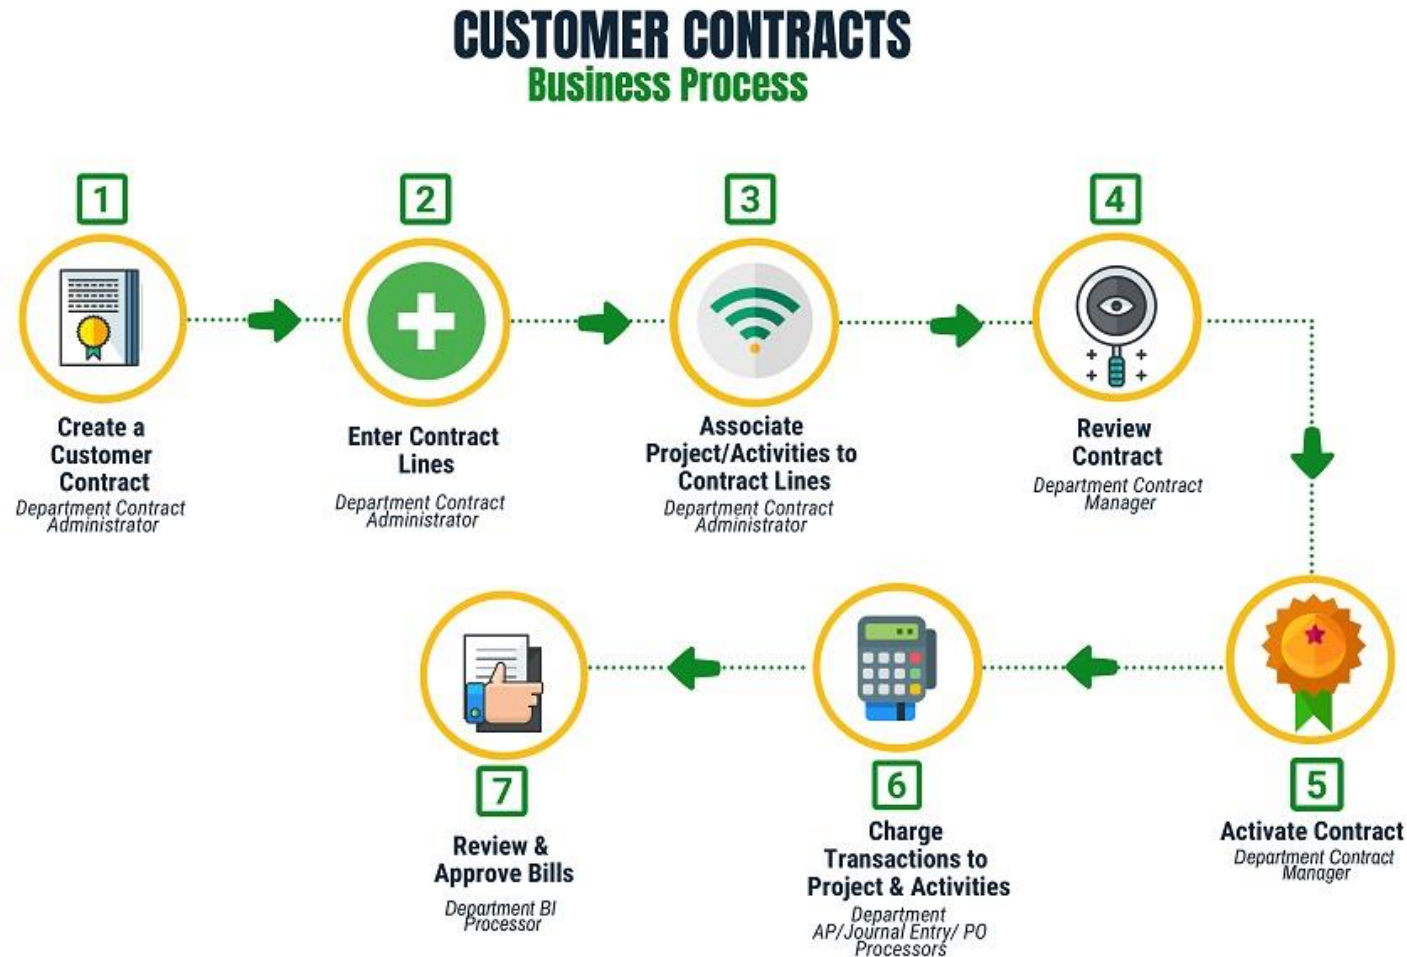 CUSTOMER CONTRACTS
Business Process
1
Create a
Customer
Contract
Department Contract
Administrator
2
Enter Contract
Lines
Department Contract
Administrator
3
Associate
Project/Activities to
Contract Lines
Department Contract
Administrator
4
Review
Contract
Department Contract
Manager
5
Activate Contract
Department Contract
Manager
6
Charge
Transactions to
Project & Activities
Department
AP/Journal Entry/ PO
Processors
7
Review &
Approve Bills
Department BI
Processor